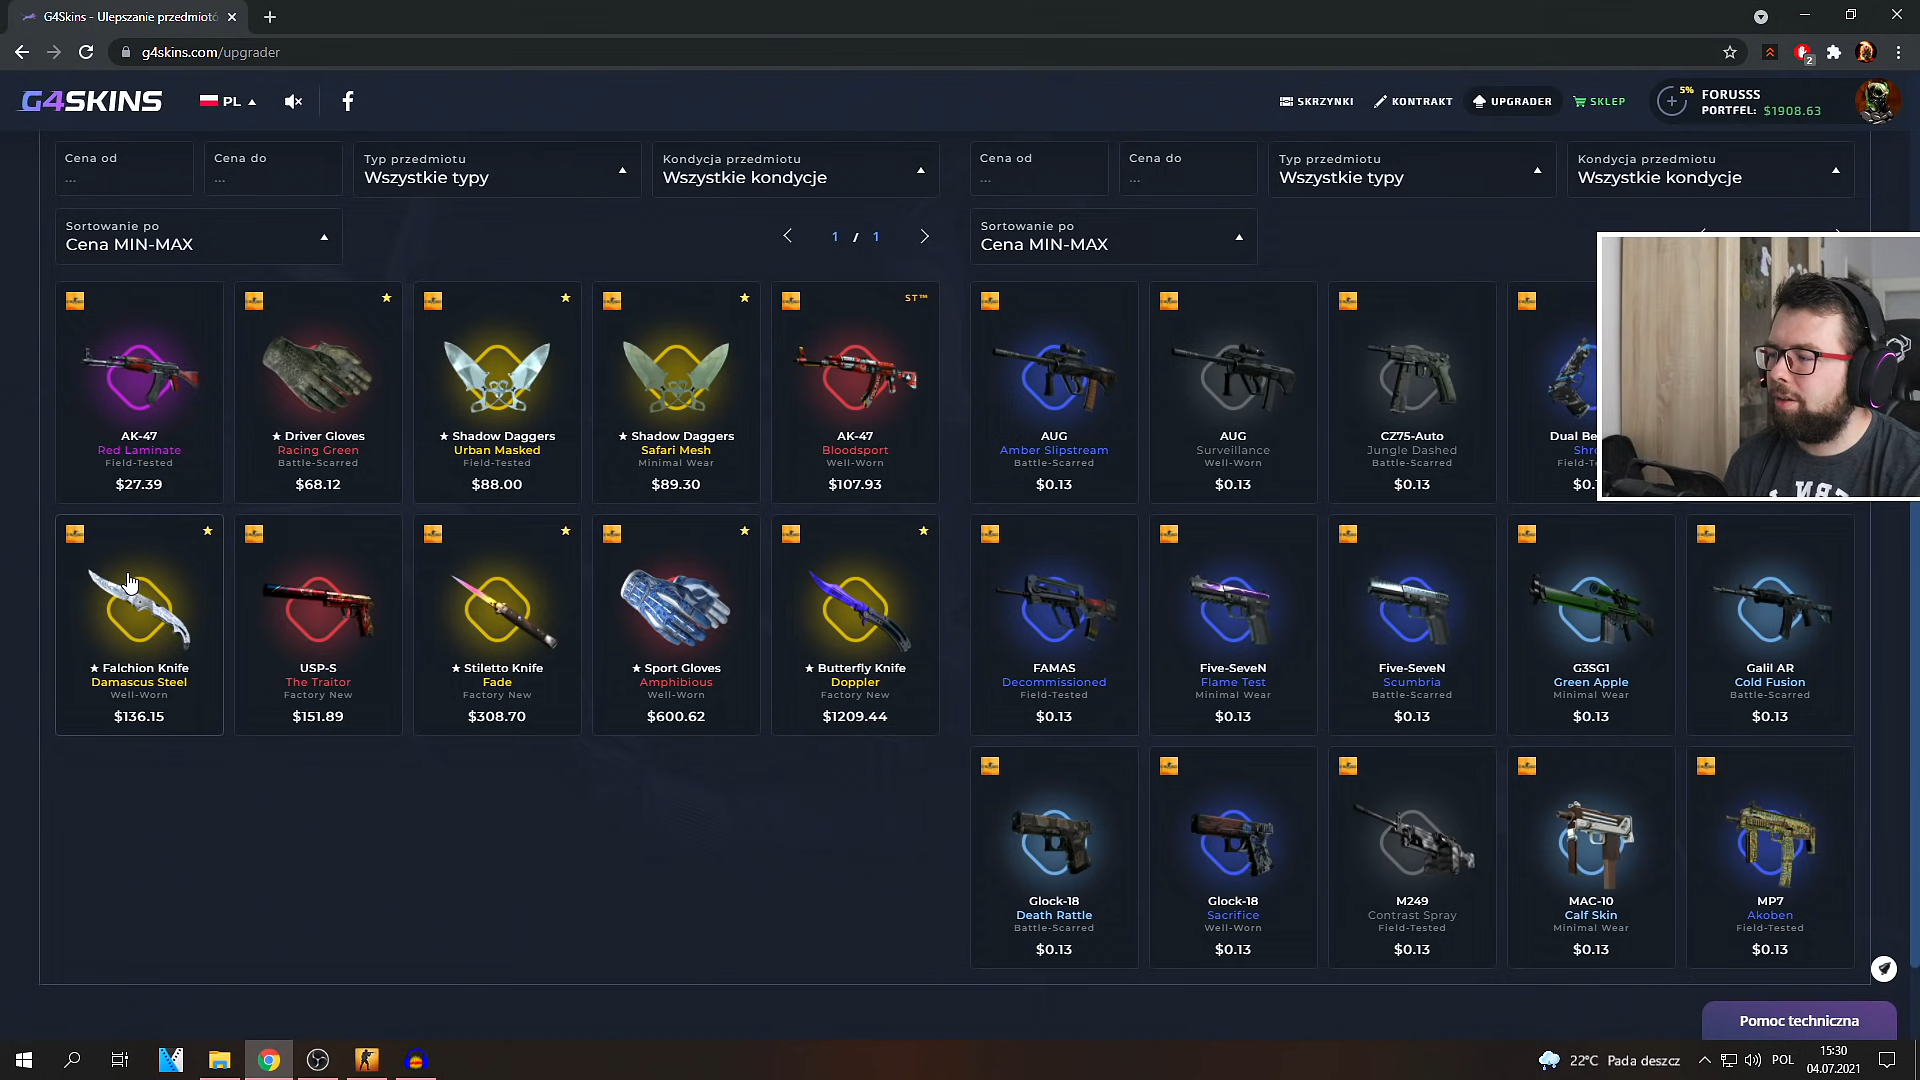 G4Skins - Ulepszanie przedmiotó
g4skins.com/upgrader
2
G4SKINS
PL
SKRZYNKI
KONTRAKT
UPGRADER
SKLEP
5%
FORUSSS
PORTFEL: $1908.63
Cena od
...
Cena do
...
Typ przedmiotu
Wszystkie typy
Kondycja przedmiotu
Wszystkie kondycje
Sortowanie po
Cena MIN-MAX
1 / 1
AK-47
Red Laminate
Field-Tested
$27.39
★ Driver Gloves
Racing Green
Battle-Scarred
$68.12
★ Shadow Daggers
Urban Masked
Field-Tested
$88.00
★ Shadow Daggers
Safari Mesh
Minimal Wear
$89.30
ST™
AK-47
Bloodsport
Well-Worn
$107.93
★ Falchion Knife
Damascus Steel
Well-Worn
$136.15
USP-S
The Traitor
Factory New
$151.89
★ Stiletto Knife
Fade
Factory New
$308.70
★ Sport Gloves
Amphibious
Well-Worn
$600.62
★ Butterfly Knife
Doppler
Factory New
$1209.44
Cena od
...
Cena do
...
Typ przedmiotu
Wszystkie typy
Kondycja przedmiotu
Wszystkie kondycje
Sortowanie po
Cena MIN-MAX
AUG
Amber Slipstream
Battle-Scarred
$0.13
AUG
Surveillance
Well-Worn
$0.13
CZ75-Auto
Jungle Dashed
Battle-Scarred
$0.13
Dual Be
Shr
Field-T
$0.
FAMAS
Decommissioned
Field-Tested
$0.13
Five-SeveN
Flame Test
Minimal Wear
$0.13
Five-SeveN
Scumbria
Battle-Scarred
$0.13
G3SG1
Green Apple
Minimal Wear
$0.13
Galil AR
Cold Fusion
Battle-Scarred
$0.13
Glock-18
Death Rattle
Battle-Scarred
$0.13
Glock-18
Sacrifice
Well-Worn
$0.13
M249
Contrast Spray
Field-Tested
$0.13
MAC-10
Calf Skin
Minimal Wear
$0.13
MP7
Akoben
Field-Tested
$0.13
Pomoc techniczna
22°C Pada deszcz
POL
15:30
04.07.2021